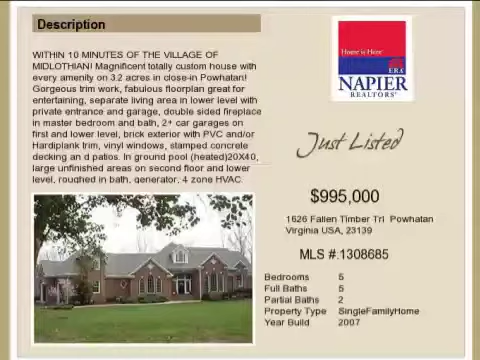 Description
WITHIN 10 MINUTES OF THE VILLAGE OF
MIDLOTHIAN! Magnificent totally custom house with
every amenity on 3.2 acres in close-in Powhatan!
Gorgeous trim work, fabulous floorplan great for
entertaining, separate living area in lower level with
private entrance and garage, double sided fireplace
in master bedroom and bath, 2+ car garages on
first and lower level, brick exterior with PVC and/or
Hardiplank trim, vinyl windows, stamped concrete
decking an d patios. In ground pool (heated)20X40,
large unfinished areas on second floor and lower
level, roughed in bath, generator, 4 zone HVAC.
Home is Here
ERA
NAPIER
REALTORS
Just Listed
$995,000
1626 Fallen Timber Trl Powhatan
Virginia USA, 23139
MLS #.1308685
Bedrooms 5
Full Baths 5
Partial Baths 2
Property Type SingleFamilyHome
Year Build 2007